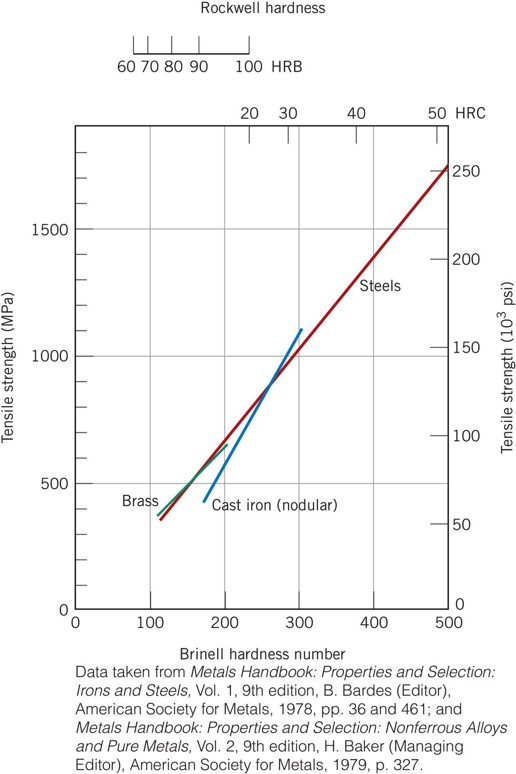 Rockwell hardness
60 70 80 90 100 HRB
20 30 40 50 HRC
Tensile strength (MPa)
1500
1000
500
0
250
200
150
100
50
0
Tensile strength (10³ psi)
Steels
Brass
Cast iron (nodular)
0 100 200 300 400 500
Brinell hardness number
Data taken from Metals Handbook: Properties and Selection:
Irons and Steels, Vol. 1, 9th edition, B. Bardes (Editor),
American Society for Metals, 1978, pp. 36 and 461; and
Metals Handbook: Properties and Selection: Nonferrous Alloys
and Pure Metals, Vol. 2, 9th edition, H. Baker (Managing
Editor), American Society for Metals, 1979, p. 327.